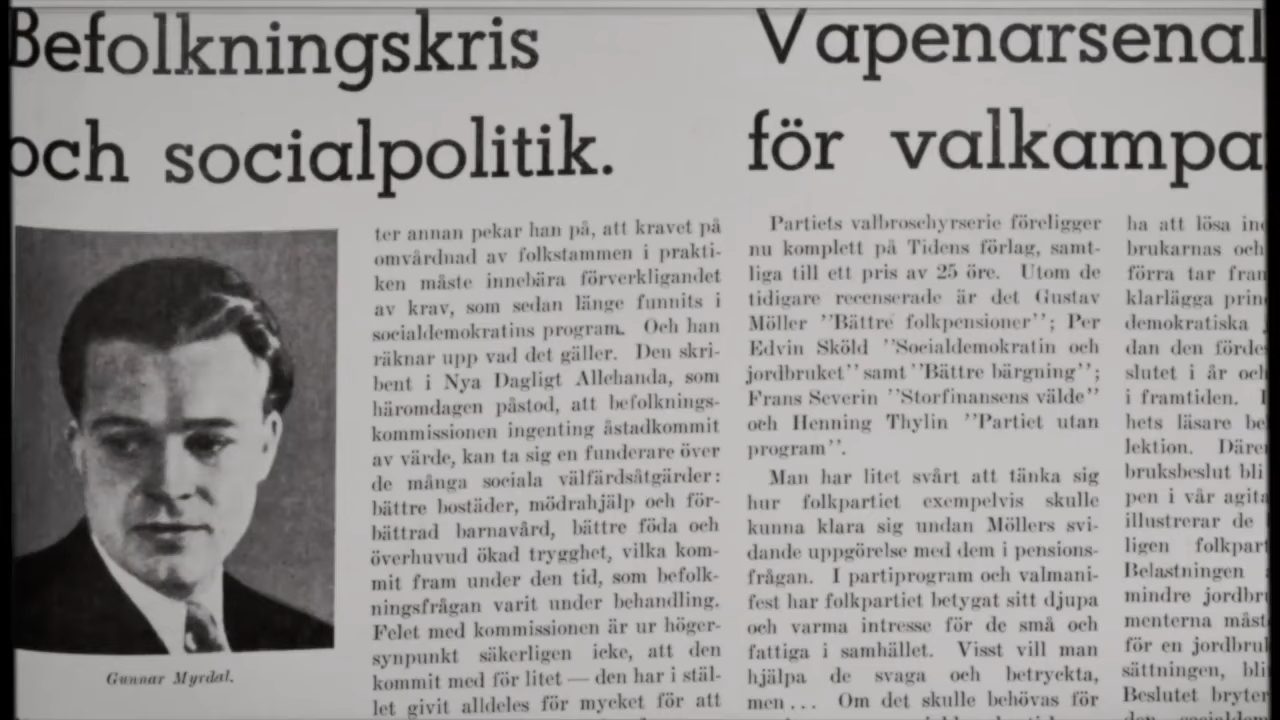 Befolkningskris
och socialpolitik.
Gunnar Myrdal.
ter annan pekar han på, att kravet på
omvårdnad av folkstammen i prakti-
ken måste innebära förverkligandet
av krav, som sedan länge funnits i
socialdemokratins program. Och han
räknar upp vad det gäller. Den skri-
bent i Nya Dagligt Allehanda, som
häromdagen påstod, att befolknings-
kommissionen ingenting åstadkommit
av värde, kan ta sig en funderare över
de många sociala välfärdsåtgärder:
bättre bostäder, mödrahjälp och för-
bättrad barnavård, bättre föda och
överhuvud ökad trygghet, vilka kom-
mit fram under den tid, som befolk-
ningsfrågan varit under behandling.
Felet med kommissionen är ur höger-
synpunkt säkerligen icke, att den
kommit med för litet — den har i stäl-
let givit alldeles för mycket för att
Vapenarsenal
för valkampa
Partiets valbroschyrserie föreligger
nu komplett på Tidens förlag, samt-
liga till ett pris av 25 öre. Utom de
tidigare recenserade är det Gustav
Möller "Bättre folkpensioner"; Per
Edvin Sköld "Socialdemokratin och
jordbruket" samt "Bättre bärgning";
Frans Severin "Storfinansens välde"
och Henning Thylin "Partiet utan
program".
Man har litet svårt att tänka sig
hur folkpartiet exempelvis skulle
kunna klara sig undan Möllers svi-
dande uppgörelse med dem i pensions-
frågan. I partiprogram och valmani-
fest har folkpartiet betygat sitt djupa
och varma intresse för de små och
fattiga i samhället. Visst vill man
hjälpa de svaga och betryckta,
men... Om det skulle behövas för
ha att lösa
brukarnas och
förra tar fran
klarlägga prin
demokratiska
dan den förde
slutet i år och
i framtiden.
hets läsare be
lektion. Däre
bruksbeslut bli
pen i vår agita
illustrerar de
ligen folkpart
Belastningen
mindre jordbr
menterna måst
för en jordbru
sättningen, bli
Beslutet bryter